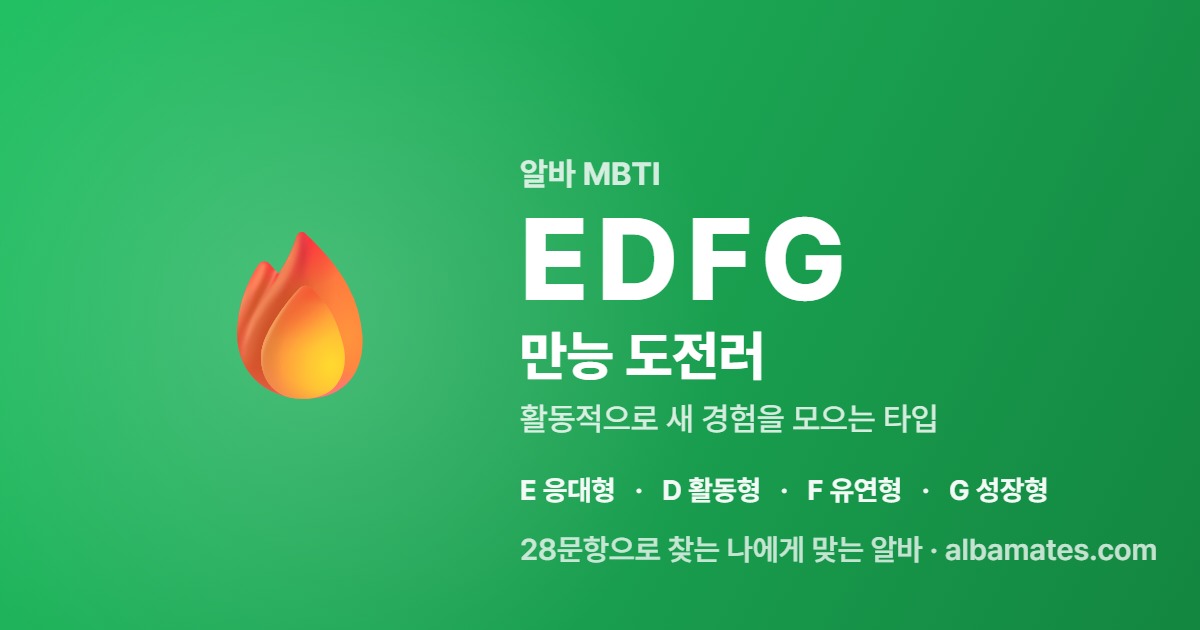 알바 MBTI
EDFG
만능 도전러
활동적으로 새 경험을 모으는 타입
E 응대형 · D 활동형 · F 유연형 · G 성장형
28문항으로 찾는 나에게 맞는 알바 · albamates.com